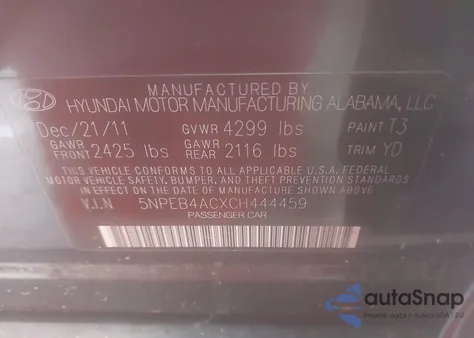 MANUFACTURED BY
HYUNDAI MOTOR MANUFACTURING ALABAMA, LLC
Dec/21/11 GVWR 4299 lbs PAINT T3
GAWR FRONT 2425 lbs GAWR REAR 2116 lbs TRIM YD
THIS VEHICLE CONFORMS TO ALL APPLICABLE U.S.A. FEDERAL
MOTOR VEHICLE SAFETY, BUMPER, AND THEFT PREVENTION STANDARDS
IN EFFECT ON THE DATE OF MANUFACTURE SHOWN ABOVE.
V.I.N 5NPEB4ACXCH444459
PASSENGER CAR
autoSnap